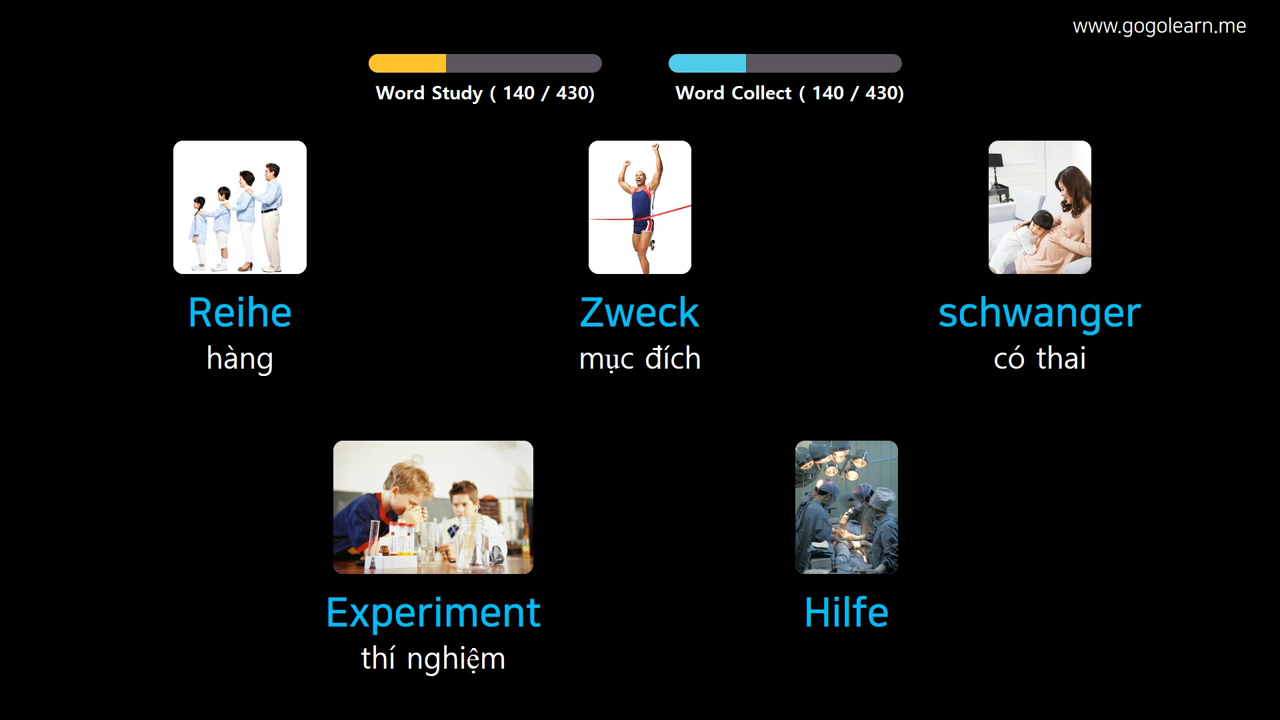 www.gogolearn.me
Word Study ( 140 / 430)
Word Collect ( 140 / 430)
Reihe
hàng
Zweck
mục đích
schwanger
có thai
Experiment
thí nghiệm
Hilfe